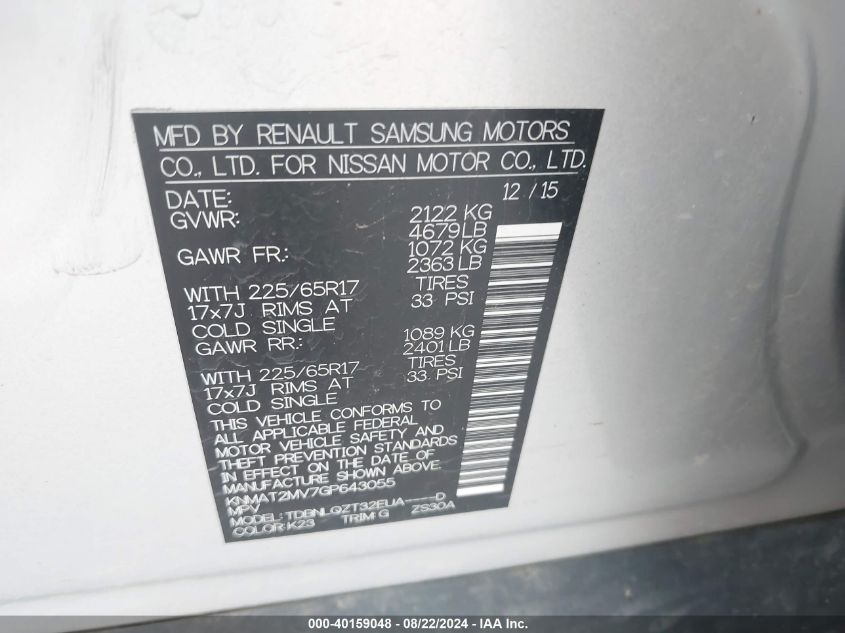 MFD BY RENAULT SAMSUNG MOTORS
CO., LTD. FOR NISSAN MOTOR CO., LTD.
DATE: 12 / 15
GVWR: 2122 KG
4679 LB
GAWR FR.: 1072 KG
2363 LB
WITH 225/65R17 TIRES
17x7J RIMS AT 33 PSI
COLD SINGLE
GAWR RR.: 1089 KG
2401 LB
WITH 225/65R17 TIRES
17x7J RIMS AT 33 PSI
COLD SINGLE
THIS VEHICLE CONFORMS TO
ALL APPLICABLE FEDERAL
MOTOR VEHICLE SAFETY AND
THEFT PREVENTION STANDARDS
IN EFFECT ON THE DATE OF
MANUFACTURE SHOWN ABOVE.
KNMAT2MV7GP643055
MPV
MODEL: TDBNLQZT32EUA-----D
COLOR: K23 TRIM: G ZS30A
000-40159048 - 08/22/2024 - IAA Inc.